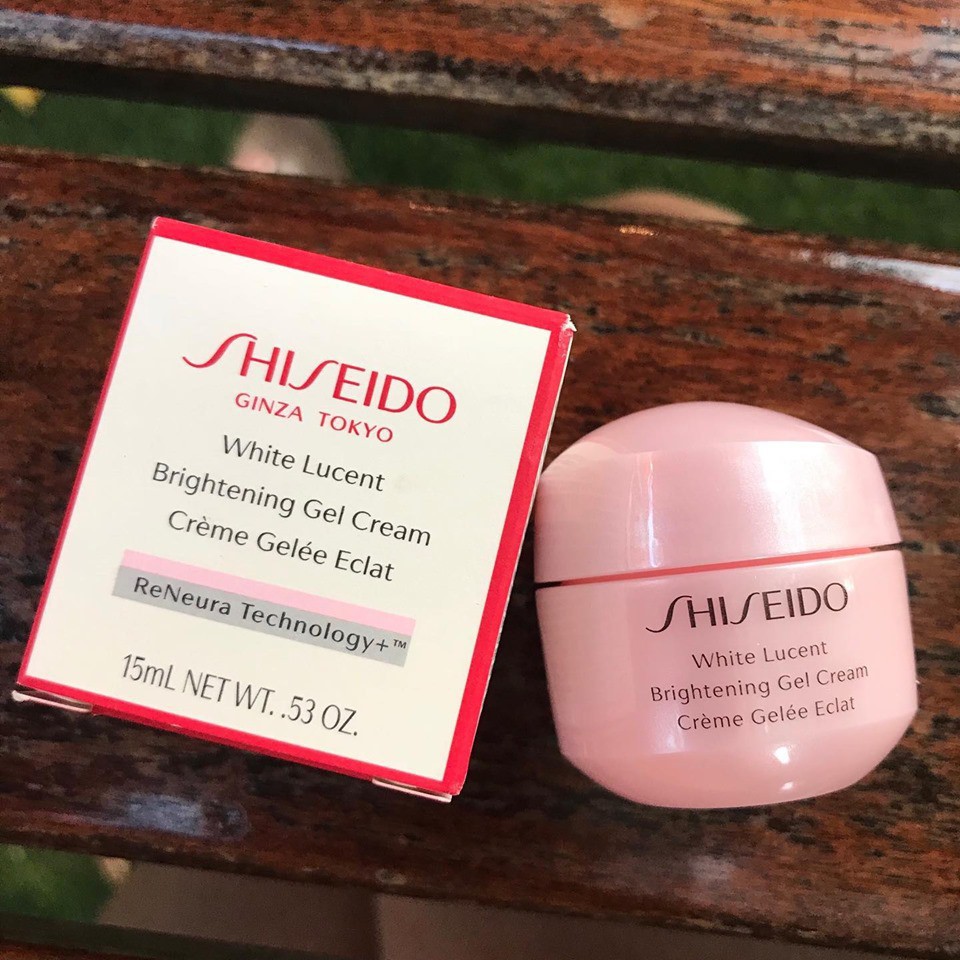 SHISEIDO
GINZA TOKYO
White Lucent
Brightening Gel Cream
Crème Gelée Eclat
ReNeura Technology+™
15mL NET WT. .53 OZ.
SHISEIDO
White Lucent
Brightening Gel Cream
Crème Gelée Eclat